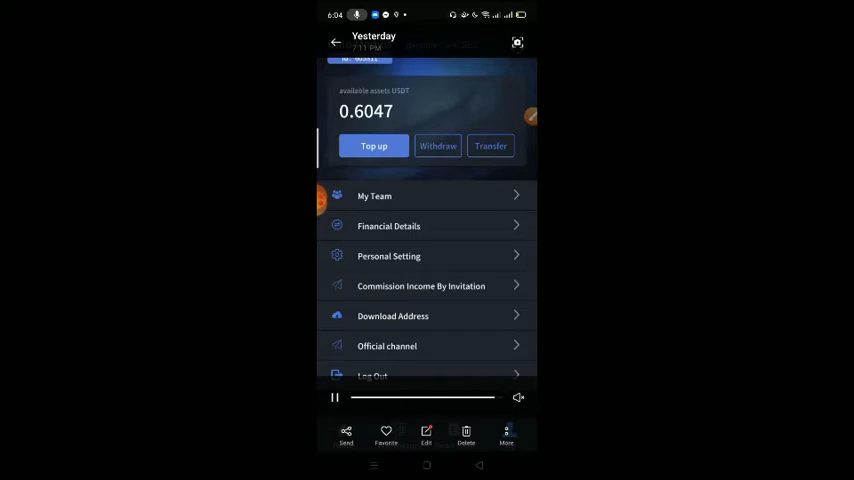 6:04
Yesterday
7:11 PM
available assets USDT
0.6047
Top up
Withdraw
Transfer
My Team
Financial Details
Personal Setting
Commission Income By Invitation
Download Address
Official channel
Log Out
Send
Favorite
Edit
Delete
More